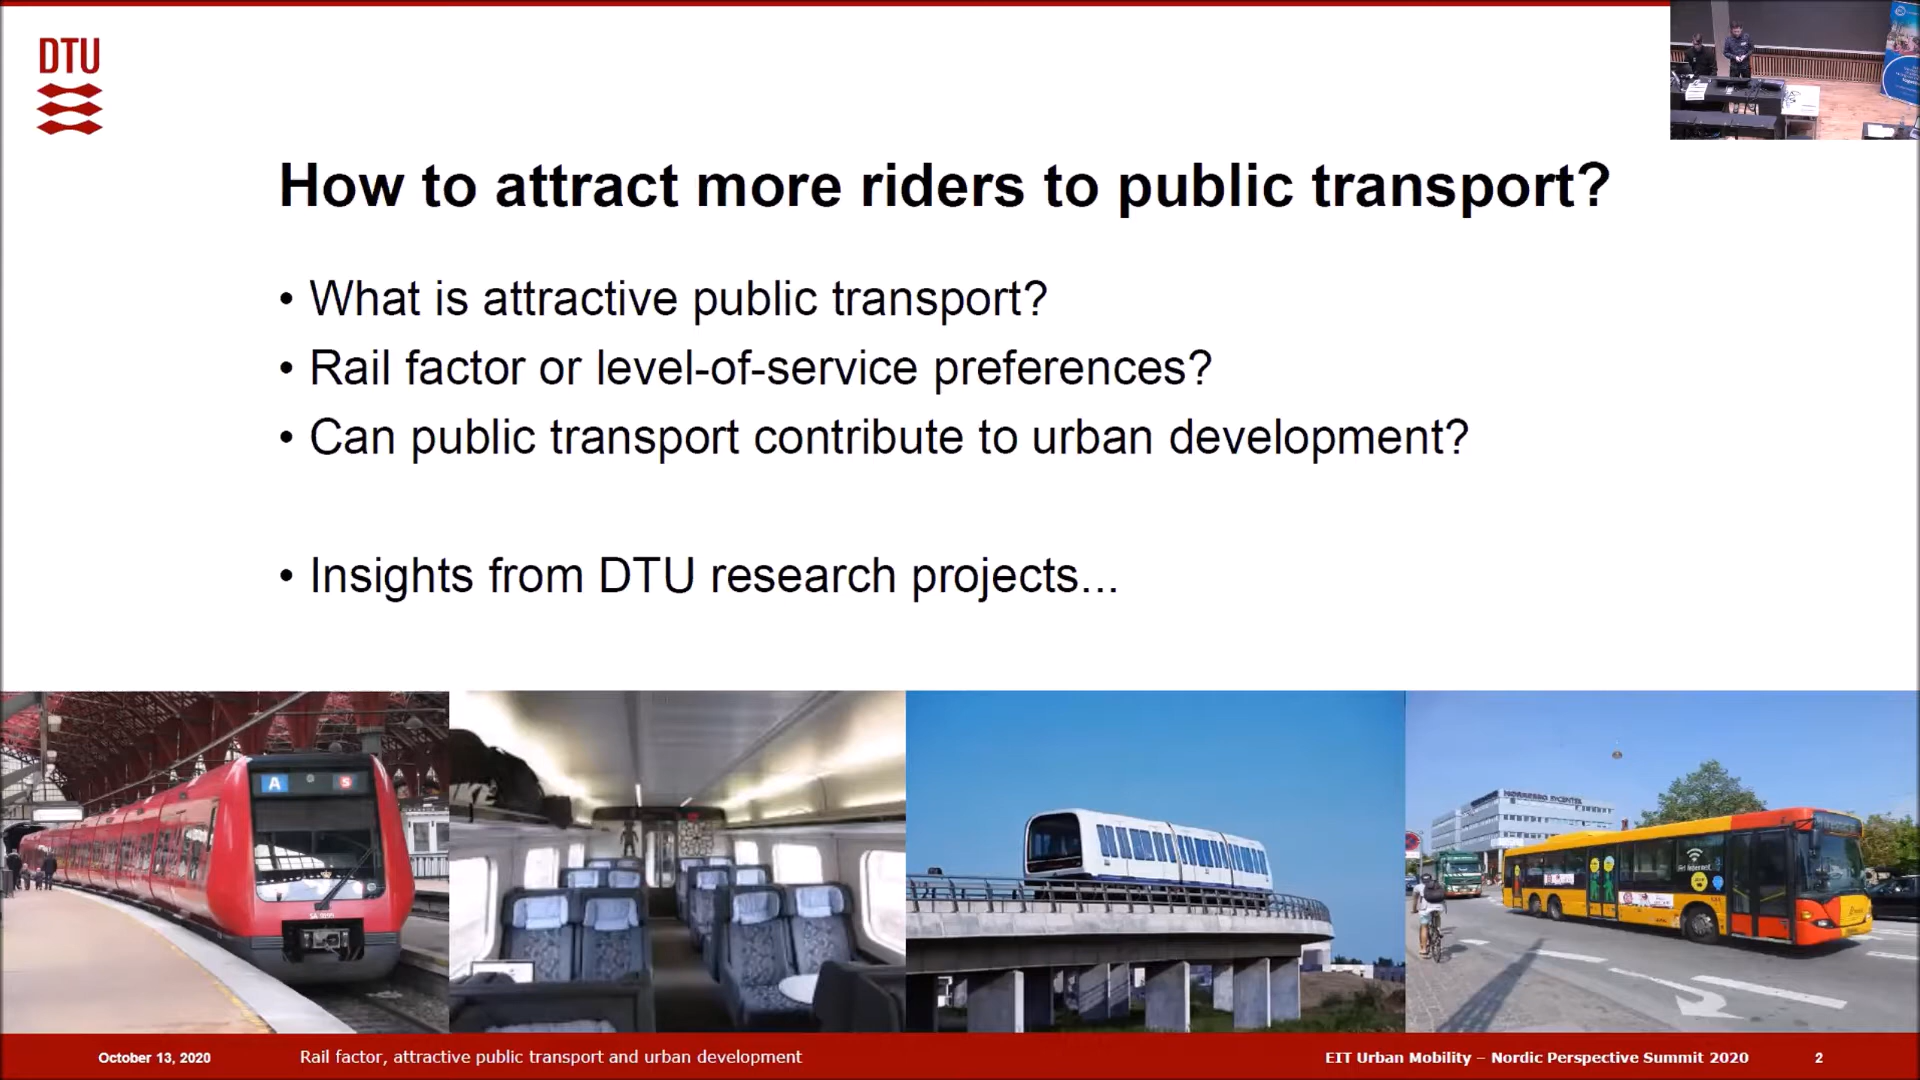 DTU
How to attract more riders to public transport?
• What is attractive public transport?
• Rail factor or level-of-service preferences?
• Can public transport contribute to urban development?
• Insights from DTU research projects...
A
S
October 13, 2020
Rail factor, attractive public transport and urban development
EIT Urban Mobility – Nordic Perspective Summit 2020
2